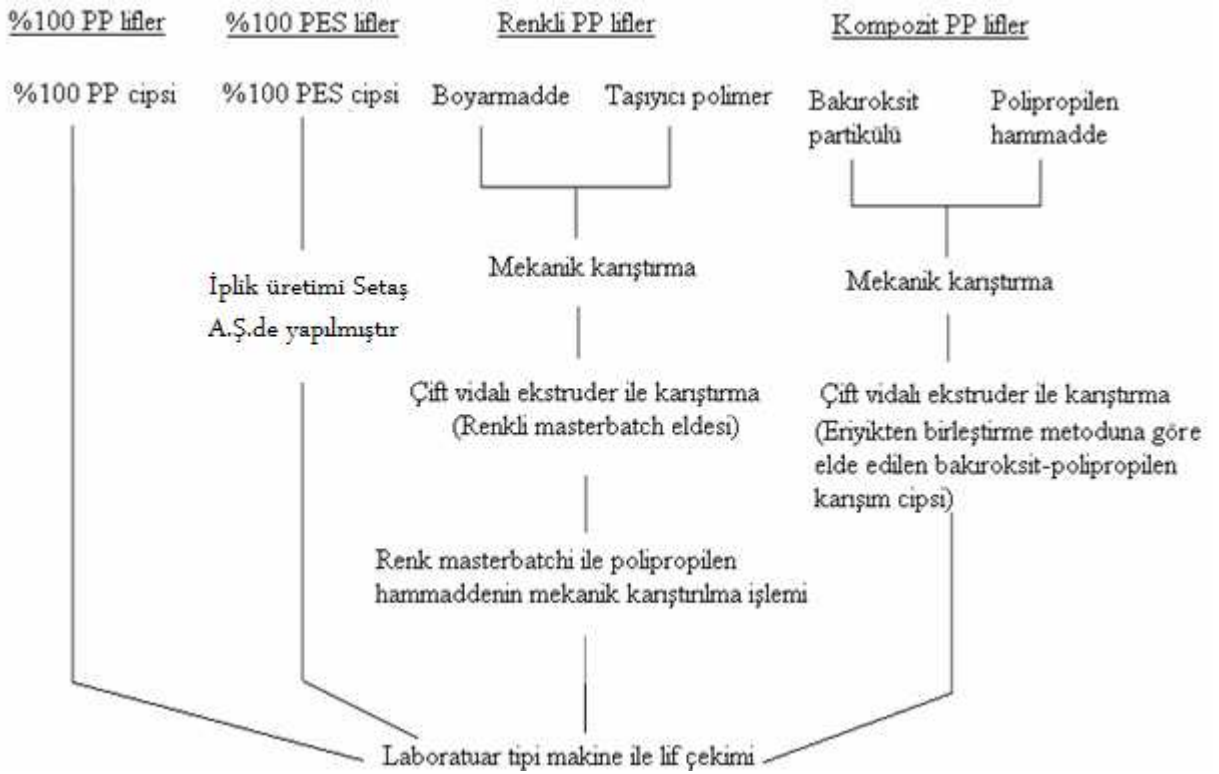 %100 PP lifler
%100 PES lifler
Renkli PP lifler
Kompozit PP lifler
%100 PP cipsi
%100 PES cipsi
Boyarmadde
Taşıyıcı polimer
Bakıroksit
partikülü
Polipropilen
hammadde
İplik üretimi Setaş
A.Ş.de yapılmıştır
Mekanik karıştırma
Mekanik karıştırma
Çift vidalı ekstruder ile karıştırma
(Renkli masterbatch eldesi)
Çift vidalı ekstruder ile karıştırma
(Eriyikten birleştirme metoduna göre
elde edilen bakıroksit-polipropilen
karışım cipsi)
Renk masterbatchi ile polipropilen
hammaddenin mekanik karıştırılma işlemi
Laboratuar tipi makine ile lif çekimi